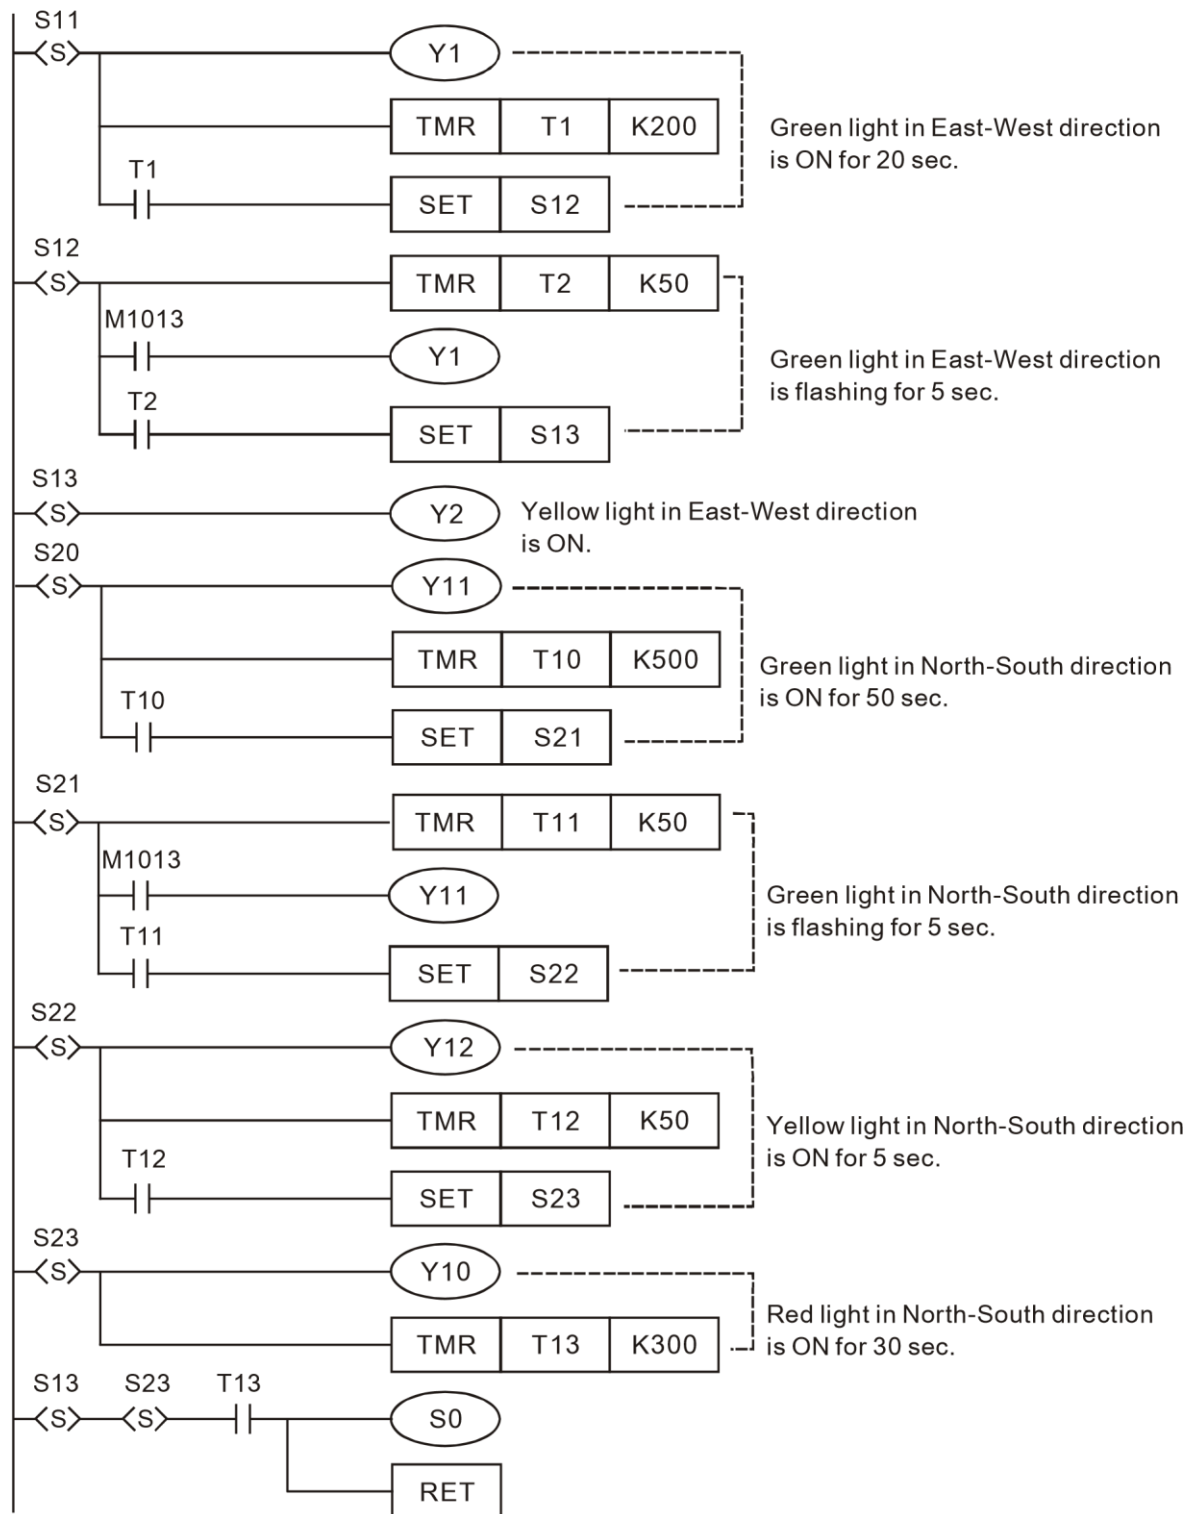 S11
S
Y1
TMR T1 K200
Green light in East-West direction
is ON for 20 sec.
T1
SET S12
S12
S
TMR T2 K50
M1013
Y1
Green light in East-West direction
is flashing for 5 sec.
T2
SET S13
S13
S
Y2
Yellow light in East-West direction
is ON.
S20
S
Y11
TMR T10 K500
Green light in North-South direction
is ON for 50 sec.
T10
SET S21
S21
S
TMR T11 K50
M1013
Y11
Green light in North-South direction
is flashing for 5 sec.
T11
SET S22
S22
S
Y12
TMR T12 K50
Yellow light in North-South direction
is ON for 5 sec.
T12
SET S23
S23
S
Y10
Red light in North-South direction
is ON for 30 sec.
TMR T13 K300
S13 S23 T13
S S
S0
RET